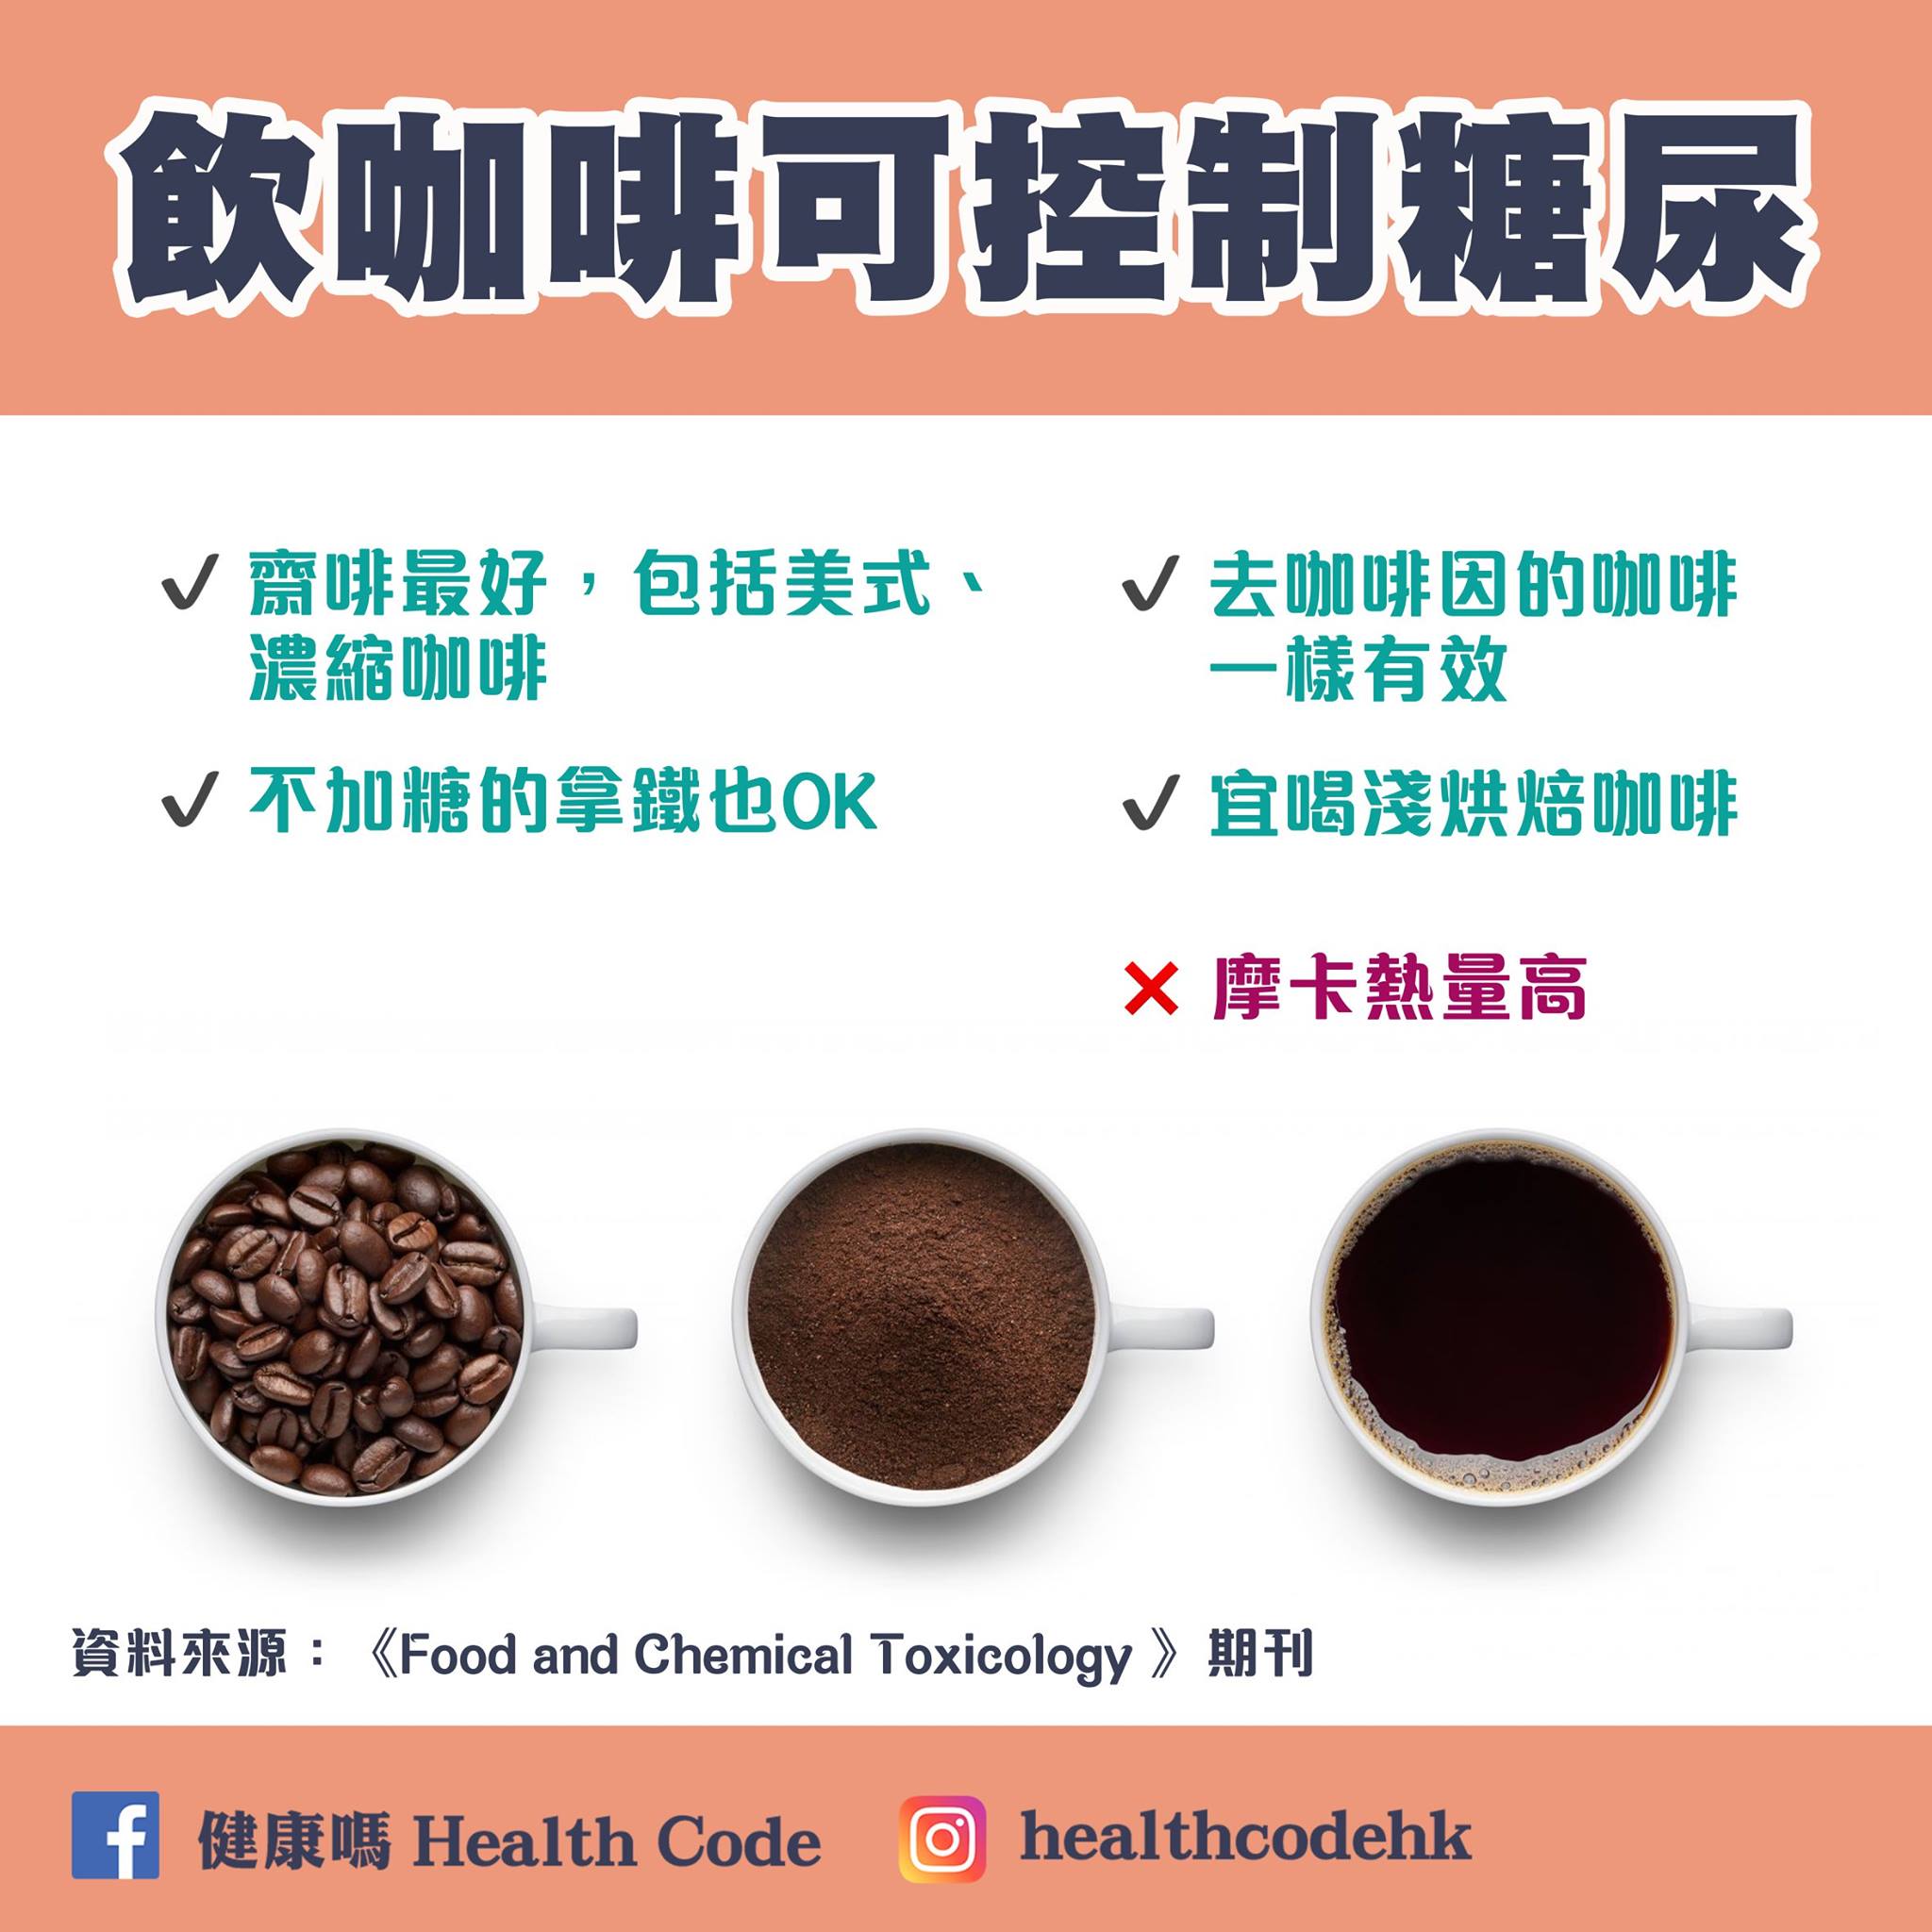 飲咖啡可控制糖尿
齋啡最好，包括美式、
濃縮咖啡
不加糖的拿鐵也OK
去咖啡因的咖啡
一樣有效
宜喝淺烘焙咖啡
摩卡熱量高
資料來源：《Food and Chemical Toxicology 》期刊
健康嗎 Health Code
healthcodehk